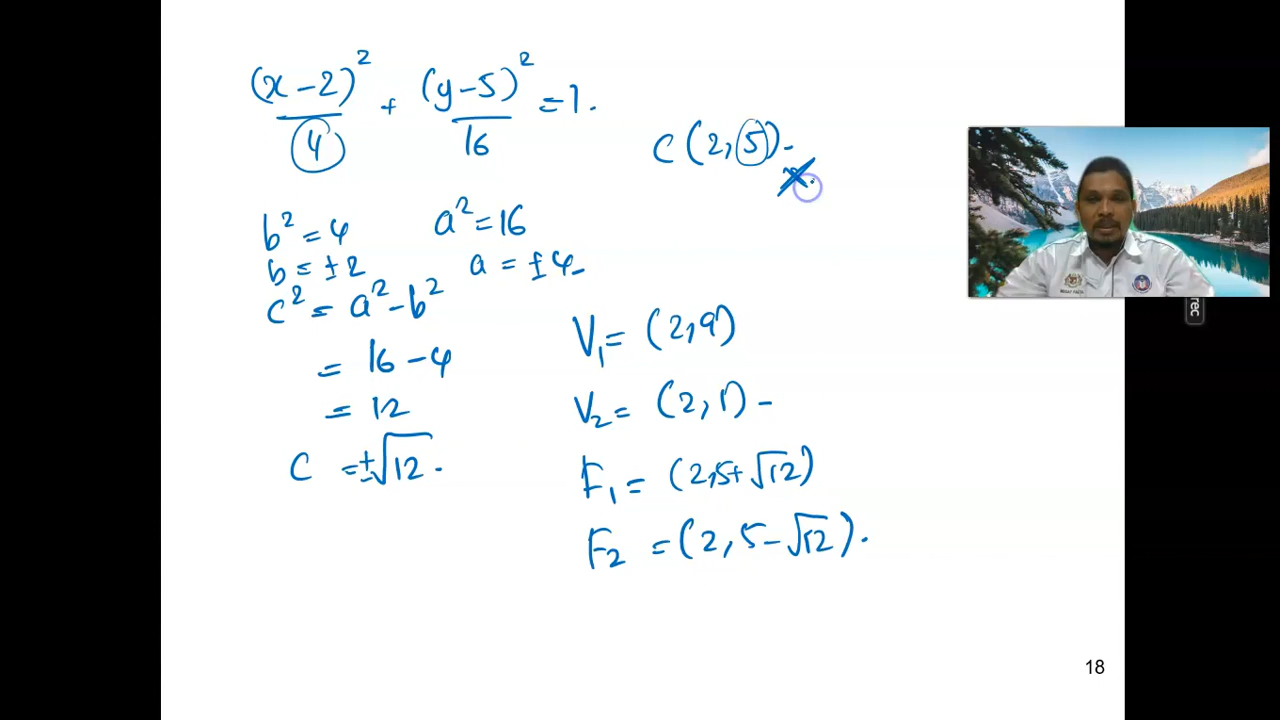 (x-2)²/4 + (y-5)²/16 = 1.
C (2, 5)-
b² = 4 a² = 16
b = ±2 a = ±4-
c² = a² - b²
= 16 - 4
= 12
C = ±√12.
V₁ = (2, 9)
V₂ = (2, 1) -
F₁ = (2, 5+ √12)
F₂ = (2, 5 - √12).
rec
18